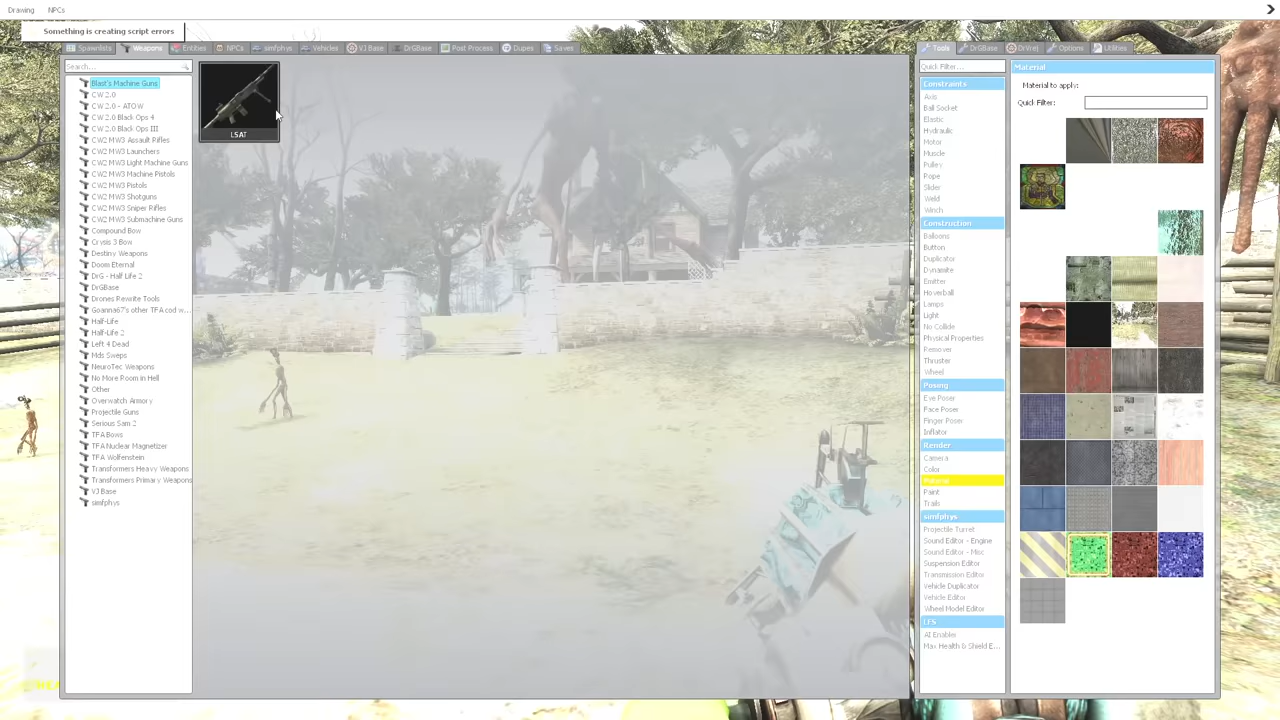 Drawing NPCs
Something is creating script errors
Spawnlists Weapons Entities NPCs simfphys Vehicles VJ Base DrGBase Post Process Dupes Saves
Tools DrGBase DrVrej Options Utilities
Search...
Blast's Machine Guns
CW 2.0
CW 2.0 - ATOW
CW 2.0 Black Ops 4
CW 2.0 Black Ops III
CW2 MW3 Assault Rifles
CW2 MW3 Launchers
CW2 MW3 Light Machine Guns
CW2 MW3 Machine Pistols
CW2 MW3 Pistols
CW2 MW3 Shotguns
CW2 MW3 Sniper Rifles
CW2 MW3 Submachine Guns
Compound Bow
Crysis 3 Bow
Destiny Weapons
Doom Eternal
DrG - Half Life 2
DrGBase
Drones Rewrite Tools
Goanna67's other TFA cod w...
Half-Life
Half-Life 2
Left 4 Dead
Mds Sweps
NeuroTec Weapons
No More Room in Hell
Other
Overwatch Armory
Projectile Guns
Serious Sam 2
TFA Bows
TFA Nuclear Magnetizer
TFA Wolfenstein
Transformers Heavy Weapons
Transformers Primary Weapons
VJ Base
simfphys
LSAT
Quick Filter...
Constraints
Axis
Ball Socket
Elastic
Hydraulic
Motor
Muscle
Pulley
Rope
Slider
Weld
Winch
Construction
Balloons
Button
Duplicator
Dynamite
Emitter
Hoverball
Lamps
Light
No Collide
Physical Properties
Remover
Thruster
Wheel
Posing
Eye Poser
Face Poser
Finger Poser
Inflator
Render
Camera
Color
Material
Paint
Trails
simfphys
Projectile Turret
Sound Editor - Engine
Sound Editor - Misc
Suspension Editor
Transmission Editor
Vehicle Duplicator
Vehicle Editor
Wheel Model Editor
LFS
AI Enabler
Max Health & Shield E...
Material
Material to apply:
Quick Filter: